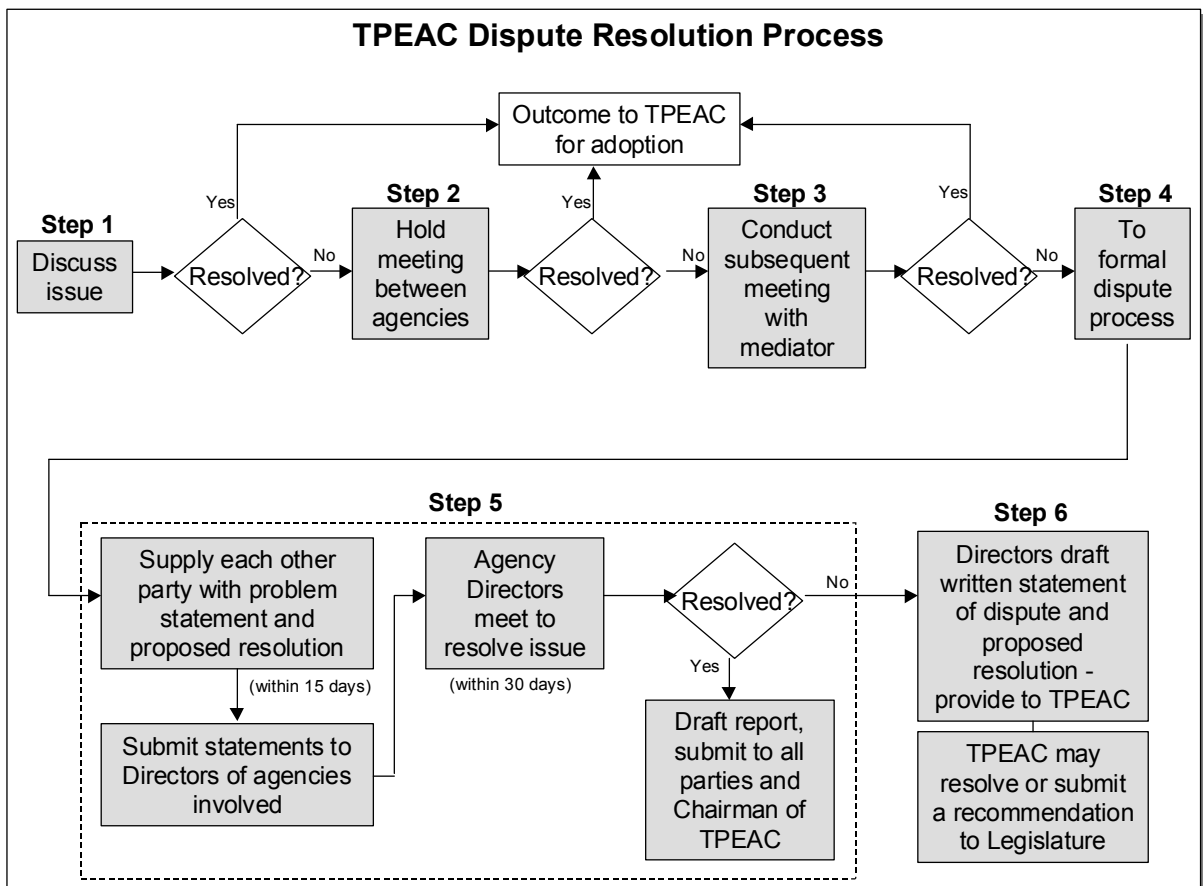 TPEAC Dispute Resolution Process
Outcome to TPEAC
for adoption
Step 1
Discuss
issue
Yes
Resolved?
No
Step 2
Hold
meeting
between
agencies
Yes
Resolved?
No
Step 3
Conduct
subsequent
meeting
with
mediator
Yes
Resolved?
No
Step 4
To
formal
dispute
process
Step 5
Supply each other
party with problem
statement and
proposed resolution
(within 15 days)
Submit statements to
Directors of agencies
involved
Agency
Directors
meet to
resolve issue
(within 30 days)
Resolved?
No
Yes
Draft report,
submit to all
parties and
Chairman of
TPEAC
Step 6
Directors draft
written statement
of dispute and
proposed
resolution -
provide to TPEAC
TPEAC may
resolve or submit
a recommendation
to Legislature